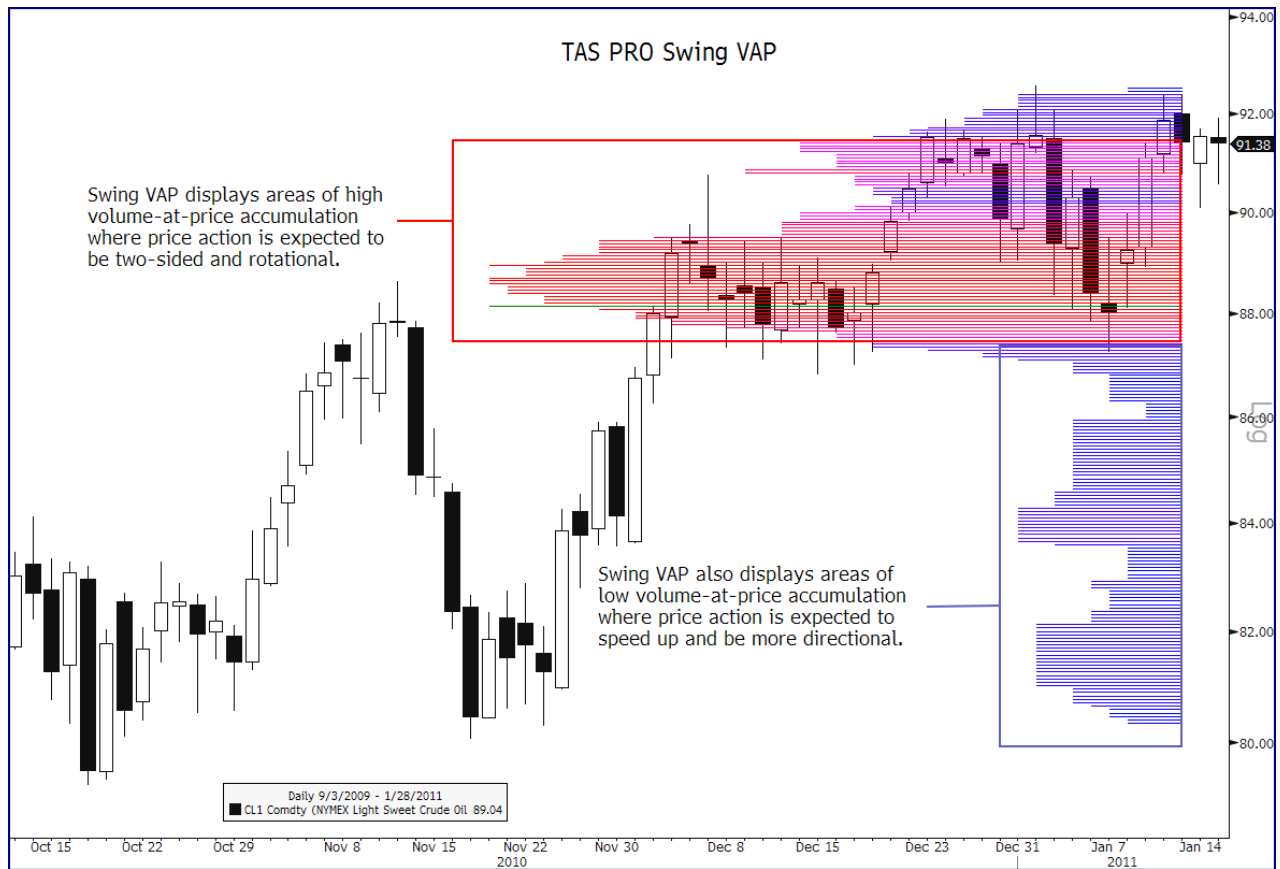 TAS PRO Swing VAP
94.00
92.00
91.38
90.00
88.00
86.00
84.00
82.00
80.00
Log
Swing VAP displays areas of high
volume-at-price accumulation
where price action is expected to
be two-sided and rotational.
Swing VAP also displays areas of
low volume-at-price accumulation
where price action is expected to
speed up and be more directional.
Daily 9/3/2009 - 1/28/2011
CL1 Comdty (NYMEX Light Sweet Crude Oil 89.04
Oct 15 Oct 22 Oct 29 Nov 8 Nov 15 Nov 22 Nov 30 Dec 8 Dec 15 Dec 23 Dec 31 Jan 7 Jan 14
2010 2011